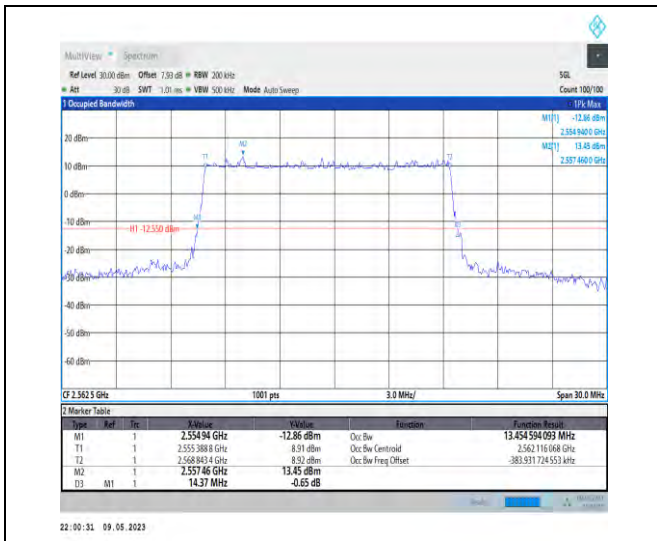 MultiView Spectrum
Ref Level 30.00 dBm Offset 7.93 dB RBW 200 kHz SGL
Att 30 dB SWT 1.01 ms VBW 500 kHz Mode Auto Sweep Count 100/100
1 Occupied Bandwidth 1Pk Max
M1[1] -12.86 dBm
2.554 940 0 GHz
M2[1] 13.45 dBm
2.557 460 0 GHz
20 dBm
M2
T1 T2
10 dBm
0 dBm
-10 dBm
H1 -12.550 dBm
-30 dBm
-40 dBm
-50 dBm
-60 dBm
CF 2.562 5 GHz 1001 pts 3.0 MHz/ Span 30.0 MHz
2 Marker Table
Type Ref Trc X-Value Y-Value Function Function Result
M1 1 2.554 94 GHz -12.86 dBm Occ Bw 13.454 594 093 MHz
T1 1 2.555 388 8 GHz 8.91 dBm Occ Bw Centroid 2.562 116 068 GHz
T2 1 2.568 843 4 GHz 8.92 dBm Occ Bw Freq Offset -383.931 724 553 kHz
M2 1 2.557 46 GHz 13.45 dBm
D3 M1 1 14.37 MHz -0.65 dB
22:00:31 09.05.2023